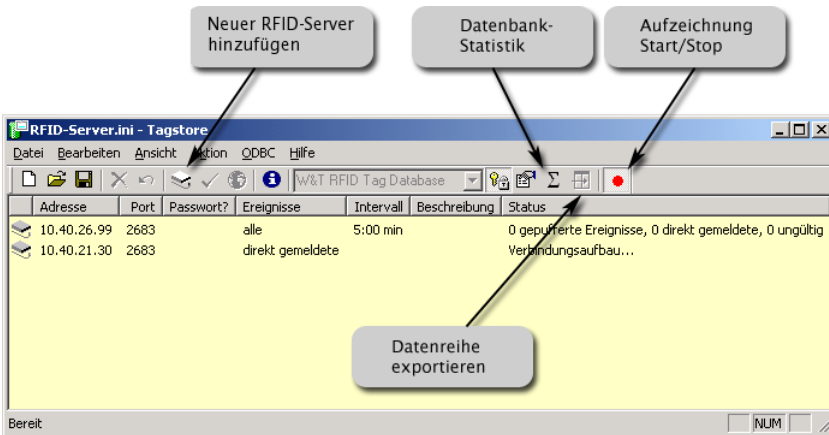 Neuer RFID-Server
hinzufügen
Datenbank-
Statistik
Aufzeichnung
Start/Stop
RFID-Server.ini - Tagstore
Datei Bearbeiten Ansicht Aktion ODBC Hilfe
W&T RFID Tag Database
Adresse Port Passwort? Ereignisse Intervall Beschreibung Status
10.40.26.99 2683 alle 5:00 min 0 gepufferte Ereignisse, 0 direkt gemeldete, 0 ungültig
10.40.21.30 2683 direkt gemeldete Verbindungsaufbau...
Datenreihe
exportieren
Bereit NUM